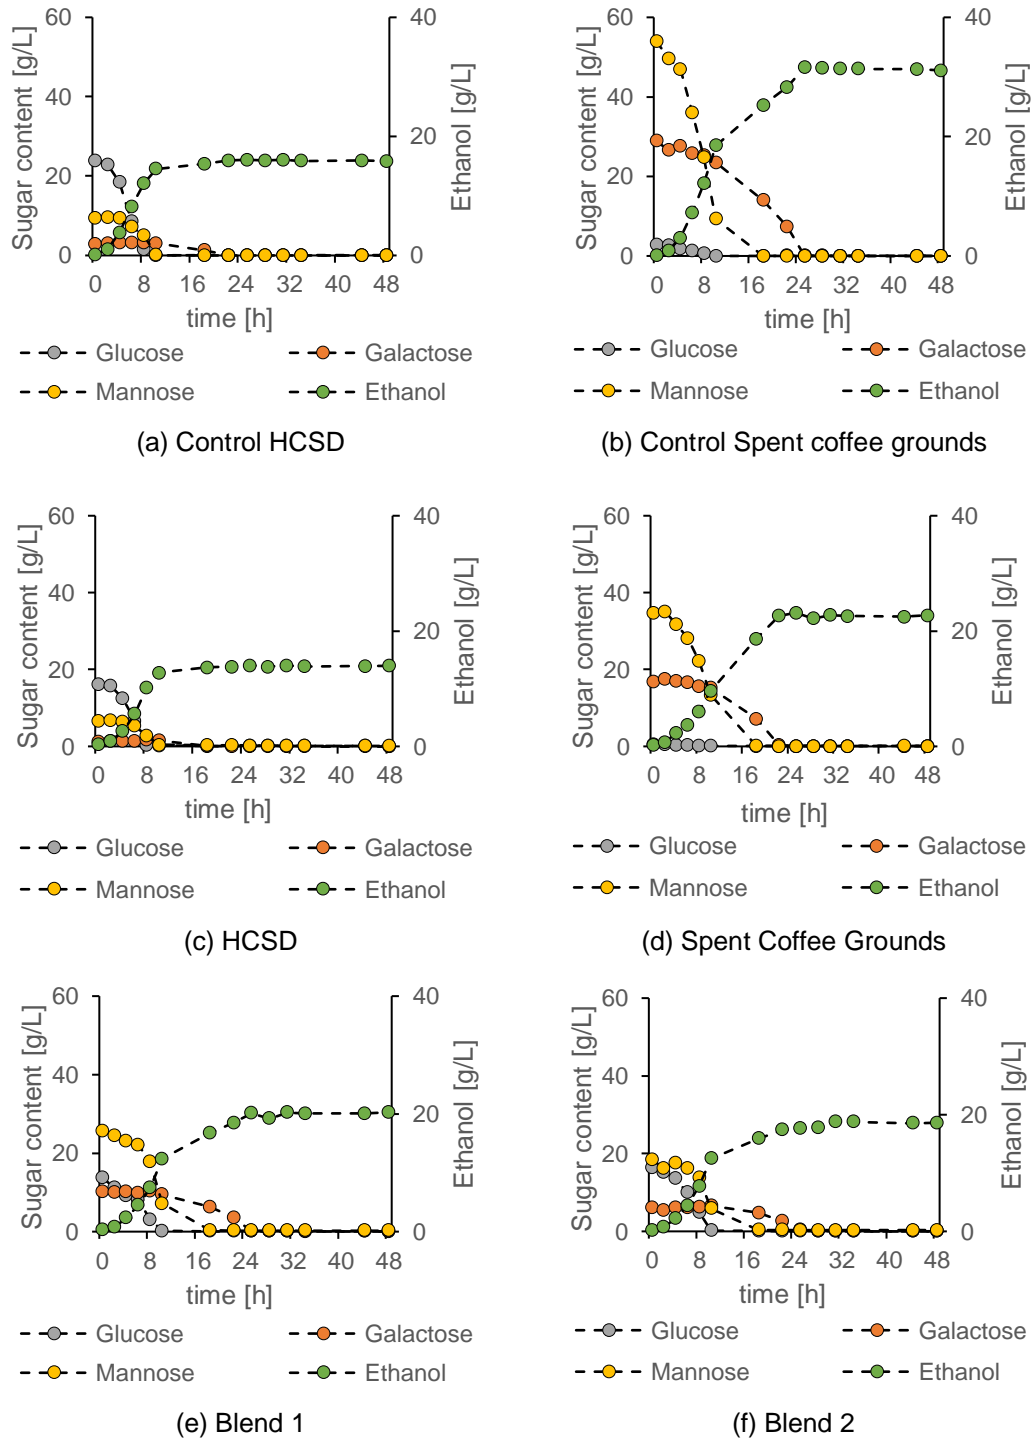 60
40
20
0
Sugar content [g/L]
40
20
0
Ethanol [g/L]
0 8 16 24 32 40 48
time [h]
Glucose Galactose
Mannose Ethanol
(a) Control HCSD
60
40
20
0
Sugar content [g/L]
40
20
0
Ethanol [g/L]
0 8 16 24 32 40 48
time [h]
Glucose Galactose
Mannose Ethanol
(b) Control Spent coffee grounds
60
40
20
0
Sugar content [g/L]
40
20
0
Ethanol [g/L]
0 8 16 24 32 40 48
time [h]
Glucose Galactose
Mannose Ethanol
(c) HCSD
60
40
20
0
Sugar content [g/L]
40
20
0
Ethanol [g/L]
0 8 16 24 32 40 48
time [h]
Glucose Galactose
Mannose Ethanol
(d) Spent Coffee Grounds
60
40
20
0
Sugar content [g/L]
40
20
0
Ethanol [g/L]
0 8 16 24 32 40 48
time [h]
Glucose Galactose
Mannose Ethanol
(e) Blend 1
60
40
20
0
Sugar content [g/L]
40
20
0
Ethanol [g/L]
0 8 16 24 32 40 48
time [h]
Glucose Galactose
Mannose Ethanol
(f) Blend 2